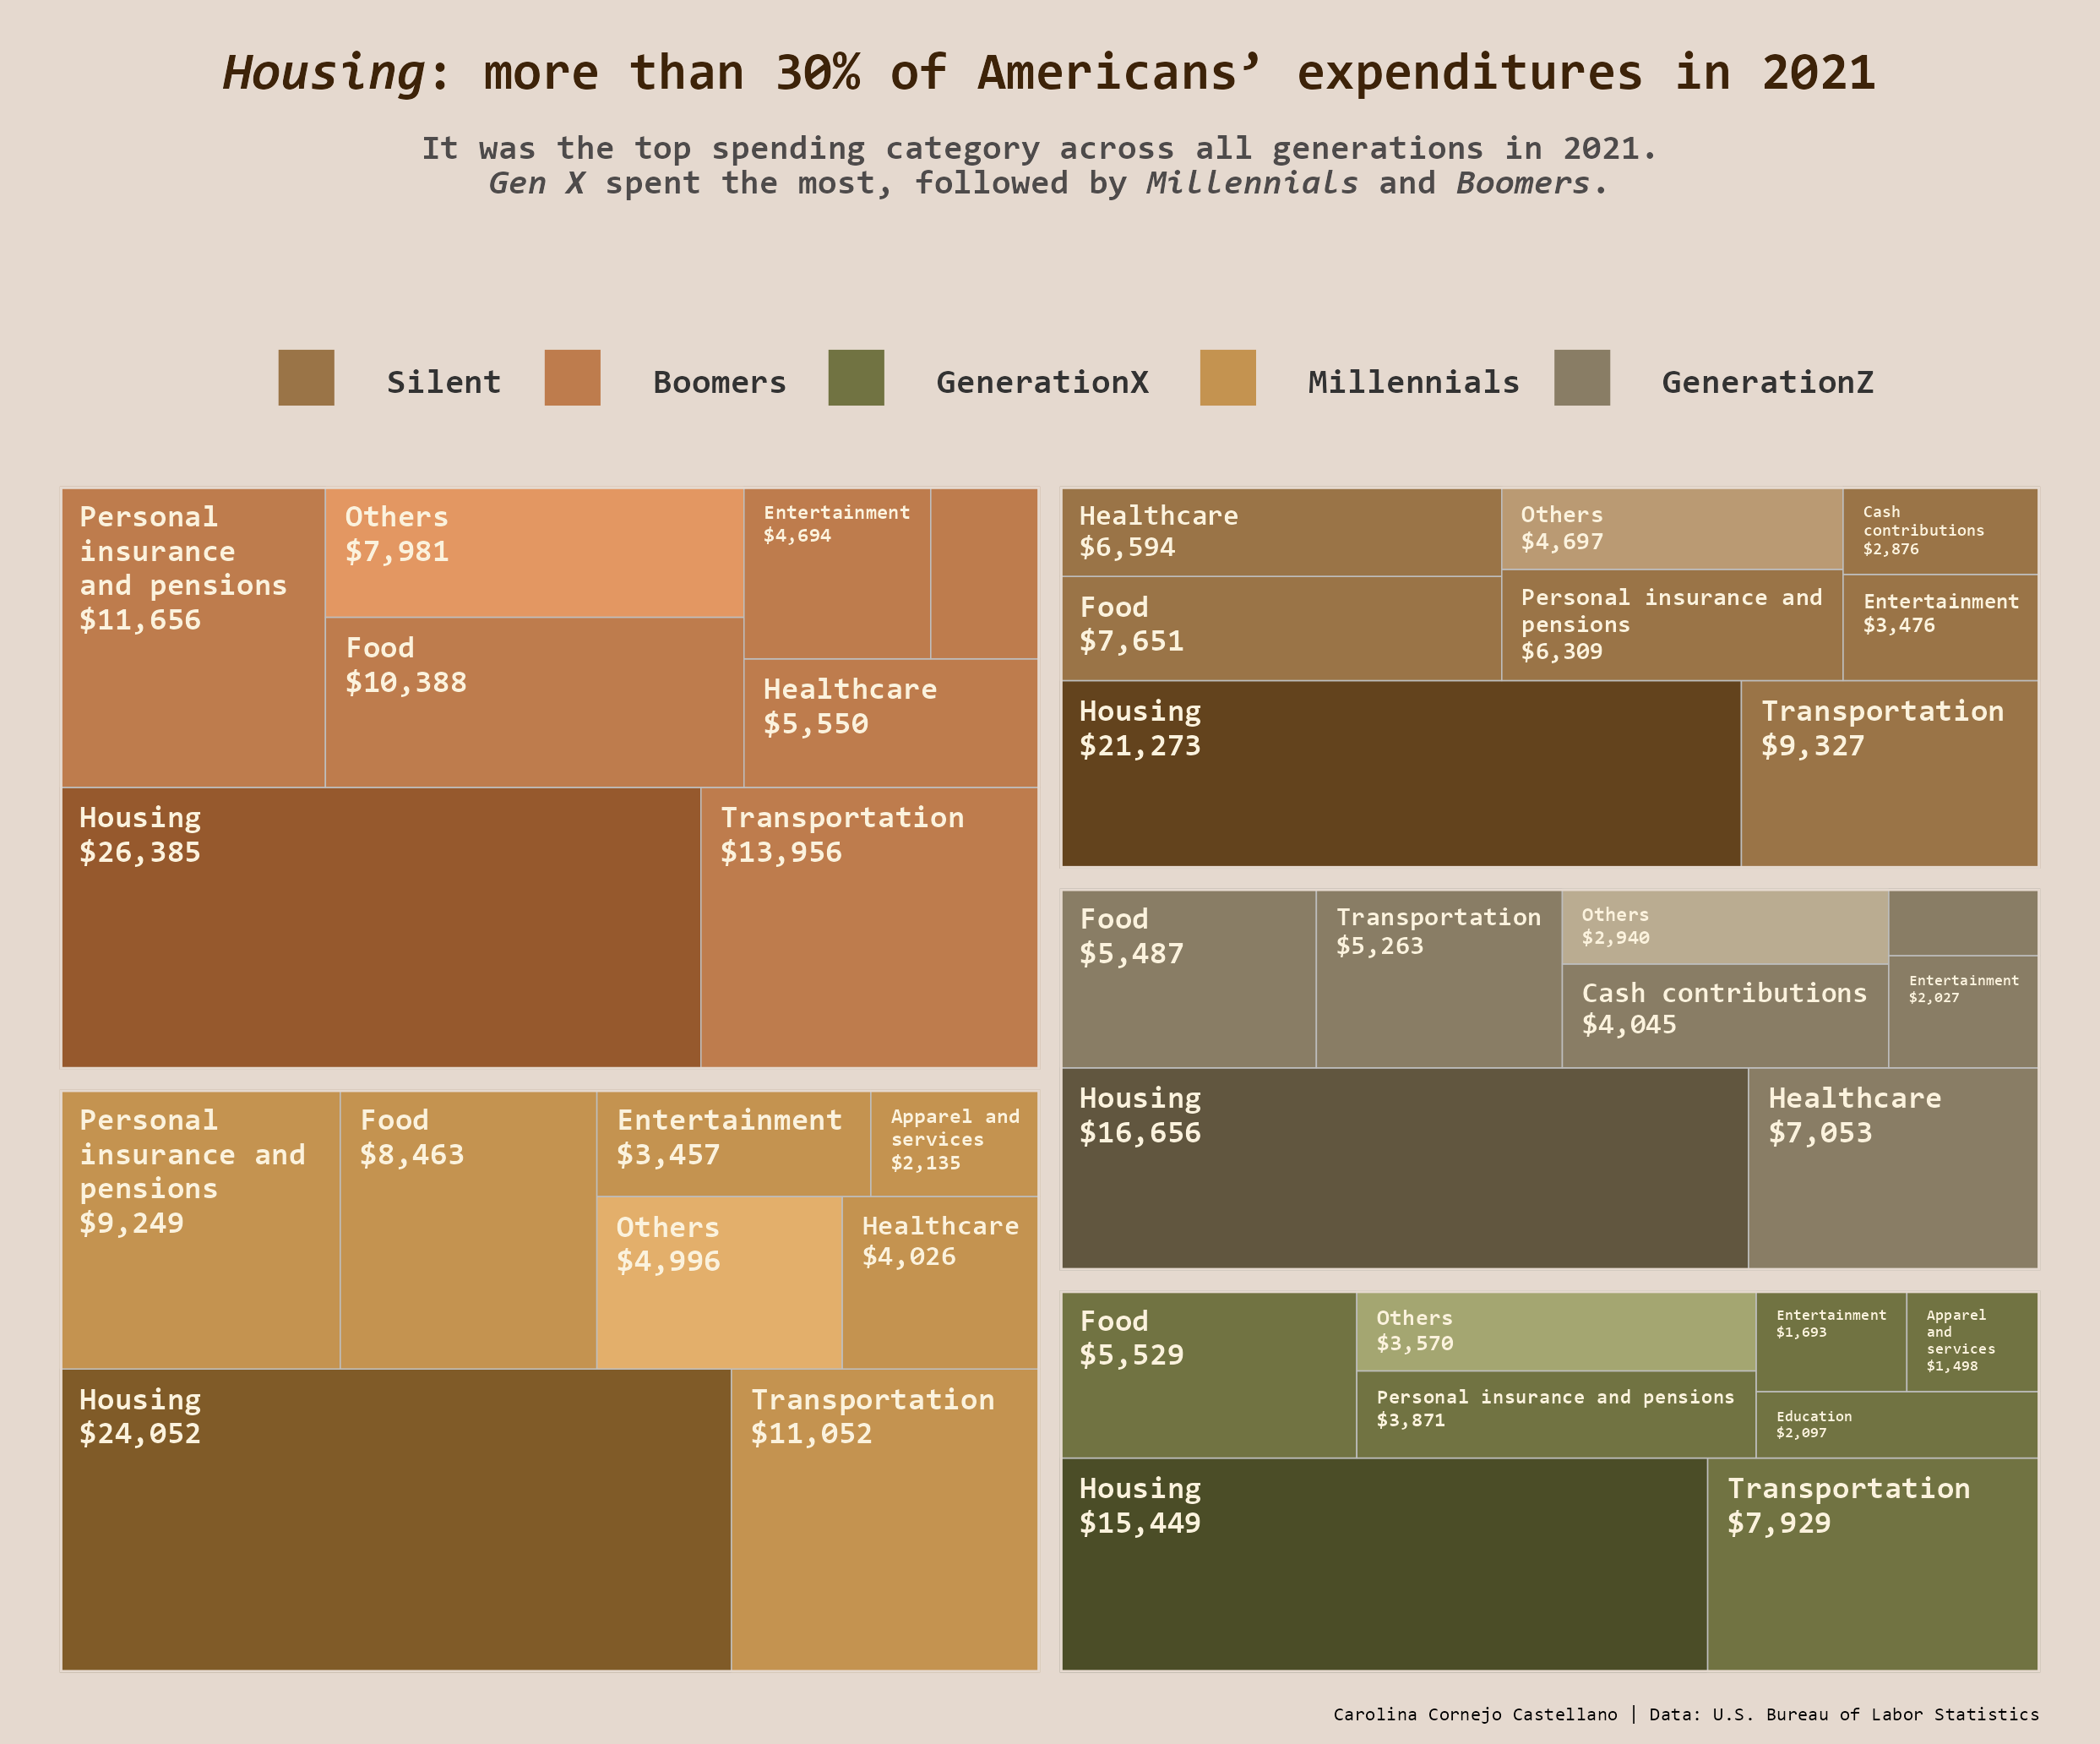 Housing: more than 30% of Americans’ expenditures in 2021
It was the top spending category across all generations in 2021.
Gen X spent the most, followed by Millennials and Boomers.
Silent
Boomers
GenerationX
Millennials
GenerationZ
Personal
insurance
and pensions
$11,656
Others
$7,981
Food
$10,388
Entertainment
$4,694
Healthcare
$5,550
Housing
$26,385
Transportation
$13,956
Personal
insurance and
pensions
$9,249
Food
$8,463
Entertainment
$3,457
Apparel and
services
$2,135
Others
$4,996
Healthcare
$4,026
Housing
$24,052
Transportation
$11,052
Healthcare
$6,594
Others
$4,697
Cash
contributions
$2,876
Food
$7,651
Personal insurance and
pensions
$6,309
Entertainment
$3,476
Housing
$21,273
Transportation
$9,327
Food
$5,487
Transportation
$5,263
Others
$2,940
Cash contributions
$4,045
Entertainment
$2,027
Housing
$16,656
Healthcare
$7,053
Food
$5,529
Others
$3,570
Personal insurance and pensions
$3,871
Entertainment
$1,693
Apparel
and
services
$1,498
Education
$2,097
Housing
$15,449
Transportation
$7,929
Carolina Cornejo Castellano | Data: U.S. Bureau of Labor Statistics